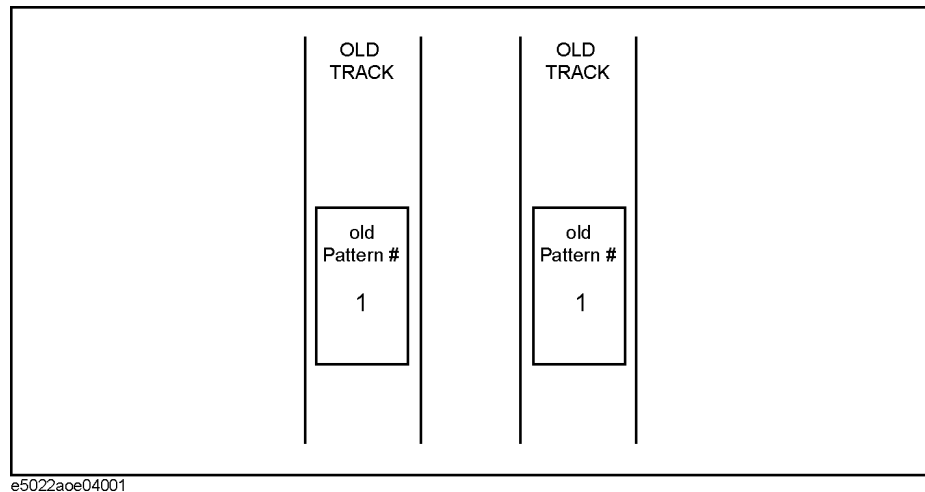 OLD
TRACK
old
Pattern #
1
OLD
TRACK
old
Pattern #
1
e5022aoe04001